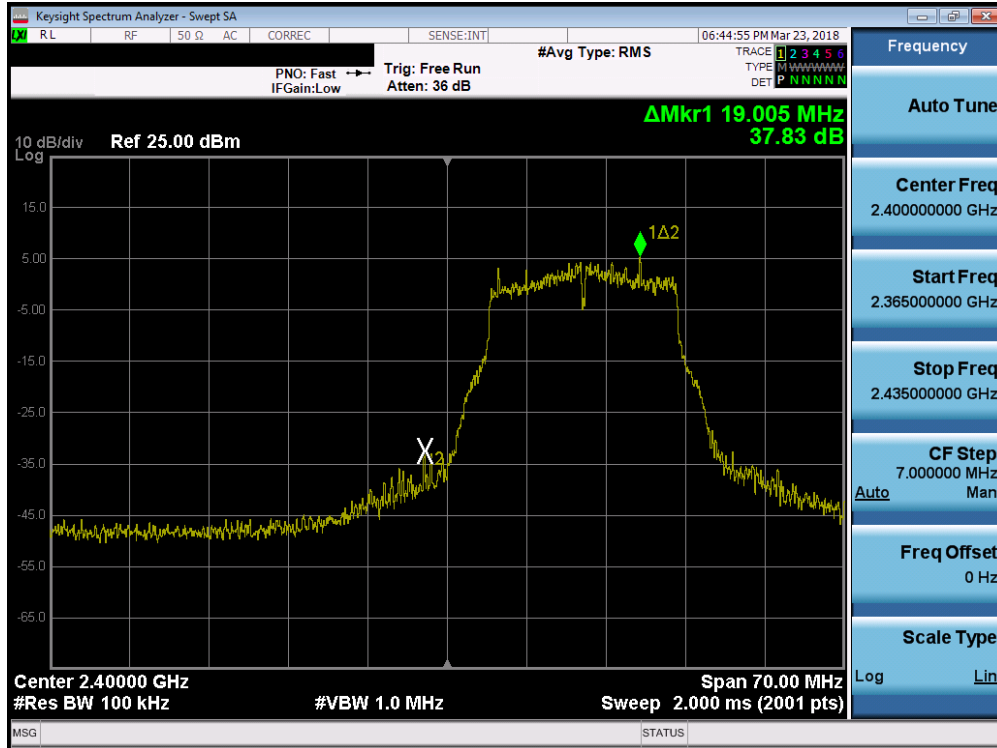 Keysight Spectrum Analyzer - Swept SA
LXI RL RF 50 Ω AC CORREC SENSE:INT 06:44:55 PM Mar 23, 2018
#Avg Type: RMS TRACE 1 2 3 4 5 6
PNO: Fast Trig: Free Run TYPE M W W W W W
IFGain:Low Atten: 36 dB DET P N N N N N
ΔMkr1 19.005 MHz
37.83 dB
10 dB/div Ref 25.00 dBm
Log
15.0
1Δ2
5.00
-5.00
-15.0
-25.0
X2
-35.0
-45.0
-55.0
-65.0
Center 2.40000 GHz Span 70.00 MHz
#Res BW 100 kHz #VBW 1.0 MHz Sweep 2.000 ms (2001 pts)
MSG STATUS
Frequency
Auto Tune
Center Freq
2.400000000 GHz
Start Freq
2.365000000 GHz
Stop Freq
2.435000000 GHz
CF Step
7.000000 MHz
Auto Man
Freq Offset
0 Hz
Scale Type
Log Lin